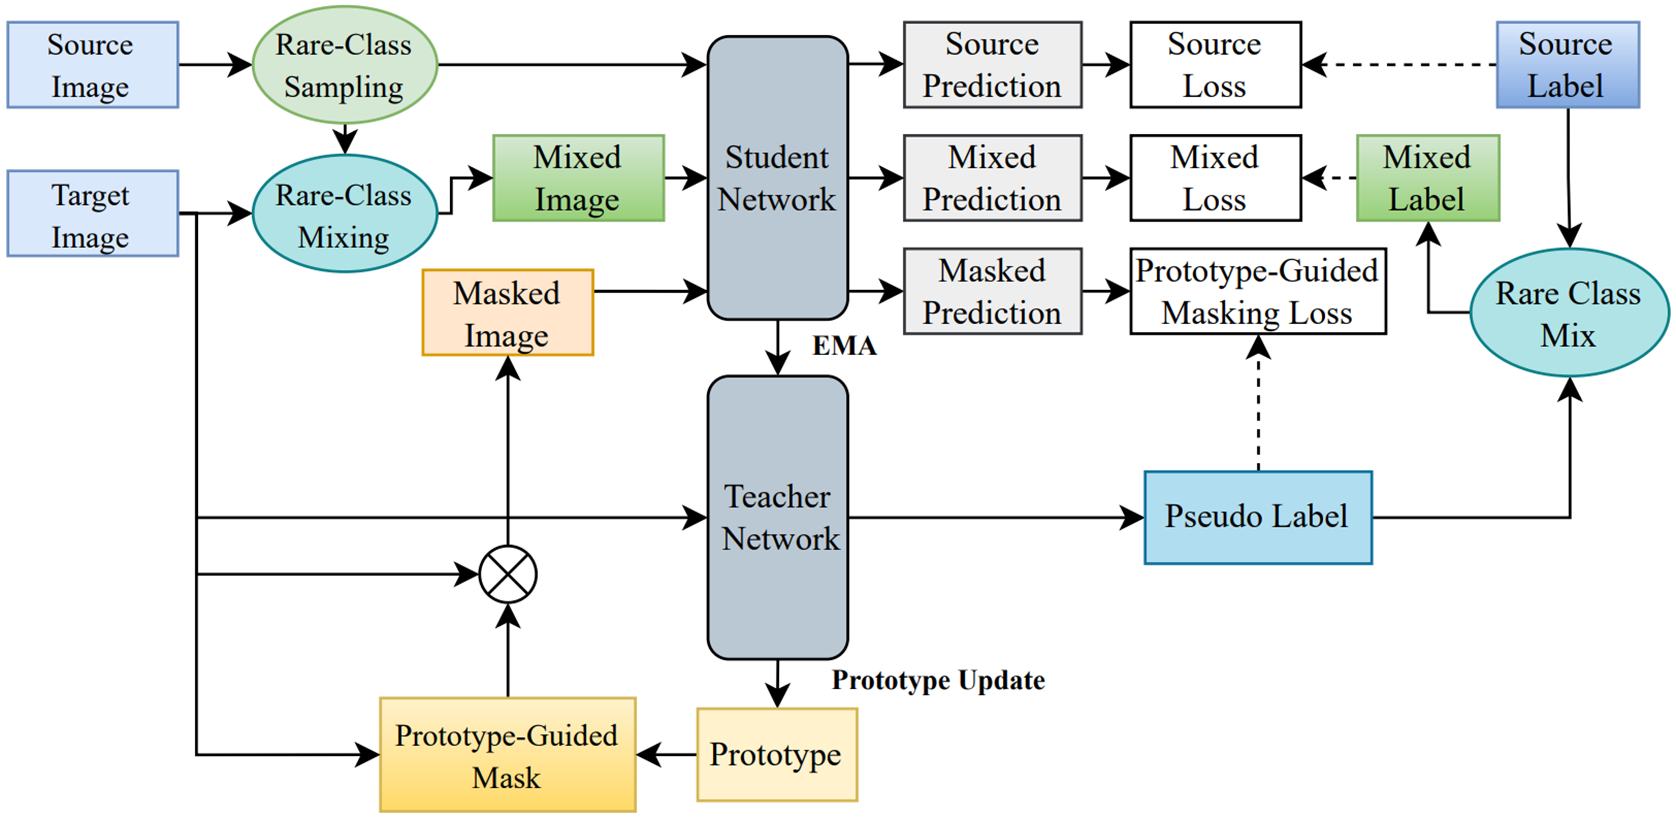 Source
Image
Rare-Class
Sampling
Source
Prediction
Source
Loss
Source
Label
Target
Image
Rare-Class
Mixing
Mixed
Image
Student
Network
Mixed
Prediction
Mixed
Loss
Mixed
Label
Masked
Image
Masked
Prediction
Prototype-Guided
Masking Loss
Rare Class
Mix
EMA
Teacher
Network
Pseudo Label
Prototype Update
Prototype-Guided
Mask
Prototype